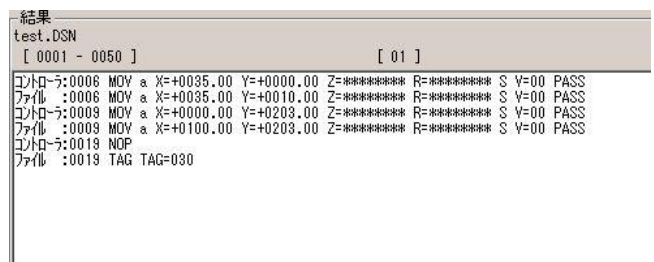 結果
test.DSN
[ 0001 - 0050 ] [ 01 ]
コントローラ:0006 MOV a X=+0035.00 Y=+0000.00 Z=******** R=******** S V=00 PASS
ファイル :0006 MOV a X=+0035.00 Y=+0010.00 Z=******** R=******** S V=00 PASS
コントローラ:0009 MOV a X=+0000.00 Y=+0203.00 Z=******** R=******** S V=00 PASS
ファイル :0009 MOV a X=+0100.00 Y=+0203.00 Z=******** R=******** S V=00 PASS
コントローラ:0019 NOP
ファイル :0019 TAG TAG=030